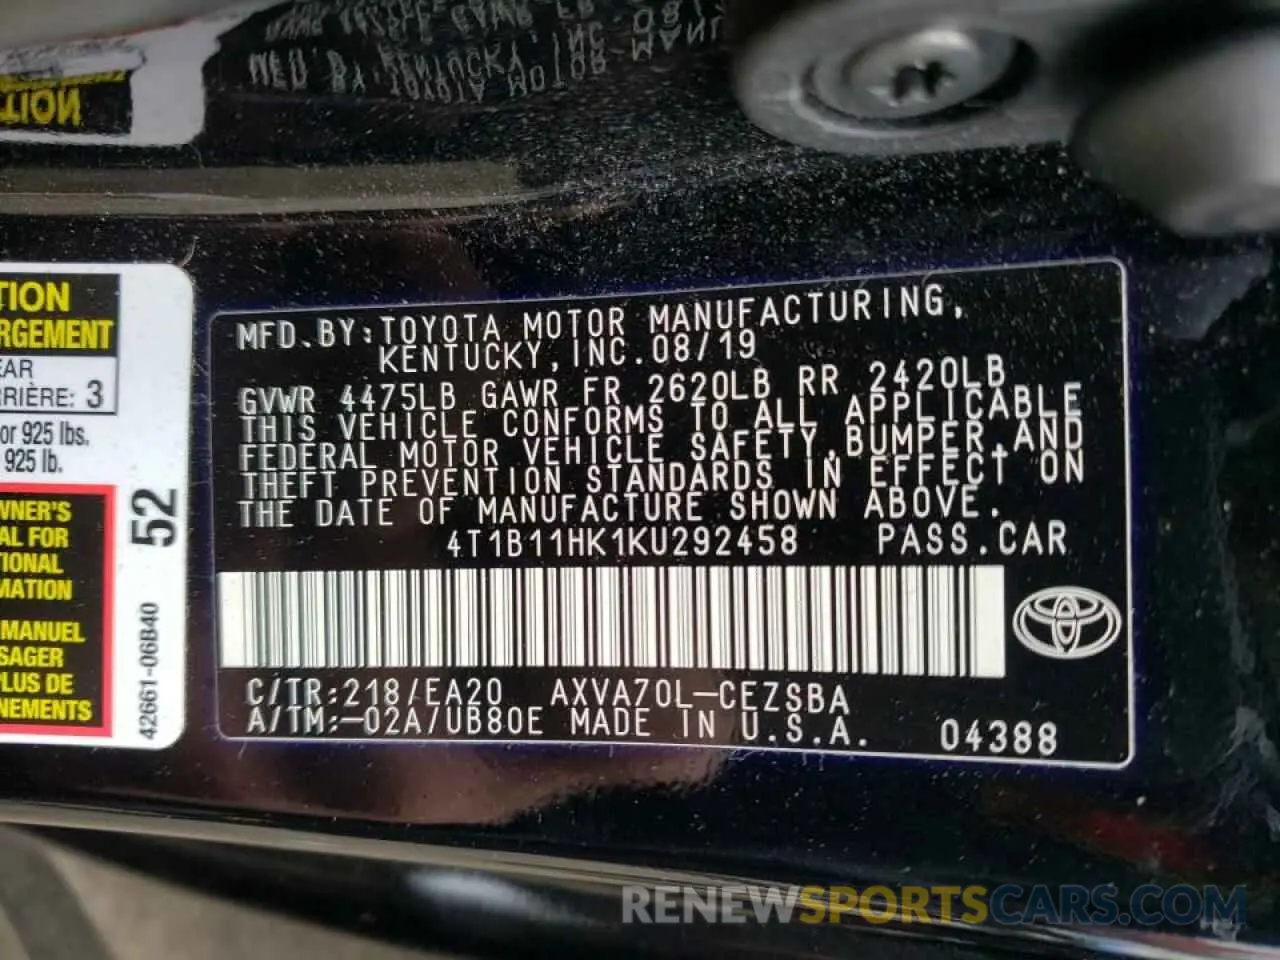 TION
TION
RGEMENT
EAR
RRIÈRE: 3
or 925 lbs.
925 lb.
WNER'S
AL FOR
TIONAL
MATION
MANUEL
SAGER
PLUS DE
NEMENTS
52
42661-06B40
MFD.BY:TOYOTA MOTOR MANUFACTURING,
KENTUCKY,INC.08/19
GVWR 4475LB GAWR FR 2620LB RR 2420LB
THIS VEHICLE CONFORMS TO ALL APPLICABLE
FEDERAL MOTOR VEHICLE SAFETY,BUMPER,AND
THEFT PREVENTION STANDARDS IN EFFECT ON
THE DATE OF MANUFACTURE SHOWN ABOVE.
4T1B11HK1KU292458 PASS.CAR
C/TR:218/EA20 AXVA70L-CEZSBA
A/TM:-02A/UB80E MADE IN U.S.A. 04388
RENEWSPORTSCARS.COM